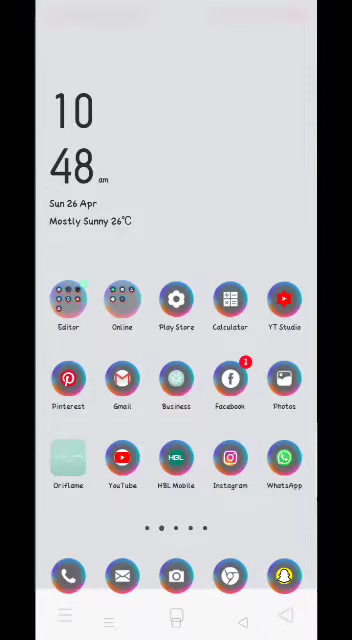 10
48 am
Sun 26 Apr
Mostly Sunny 26℃
Editor Online Play Store Calculator YT Studio
1
Pinterest Gmail Business Facebook Photos
HBL
Oriflame YouTube HBL Mobile Instagram WhatsApp